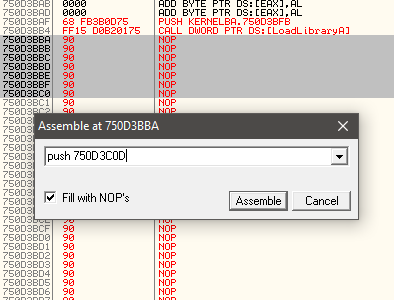 750D3BAB 0000 ADD BYTE PTR DS:[EAX],AL
750D3BAD 0000 ADD BYTE PTR DS:[EAX],AL
750D3BAF 68 FB3B0D75 PUSH KERNELBA.750D3BFB
750D3BB4 FF15 D0B20175 CALL DWORD PTR DS:[LoadLibraryA]
750D3BBA 90 NOP
750D3BBB 90 NOP
750D3BBC 90 NOP
750D3BBD 90 NOP
750D3BBE 90 NOP
750D3BBF 90 NOP
750D3BC0 90 NOP
750D3BC1 90 NOP
Assemble at 750D3BBA
push 750D3C0D
Fill with NOP's
Assemble
Cancel
750D3BCF 90 NOP
750D3BD0 90 NOP
750D3BD1 90 NOP
750D3BD2 90 NOP
750D3BD3 90 NOP
750D3BD4 90 NOP
750D3BD5 90 NOP
750D3BD6 90 NOP